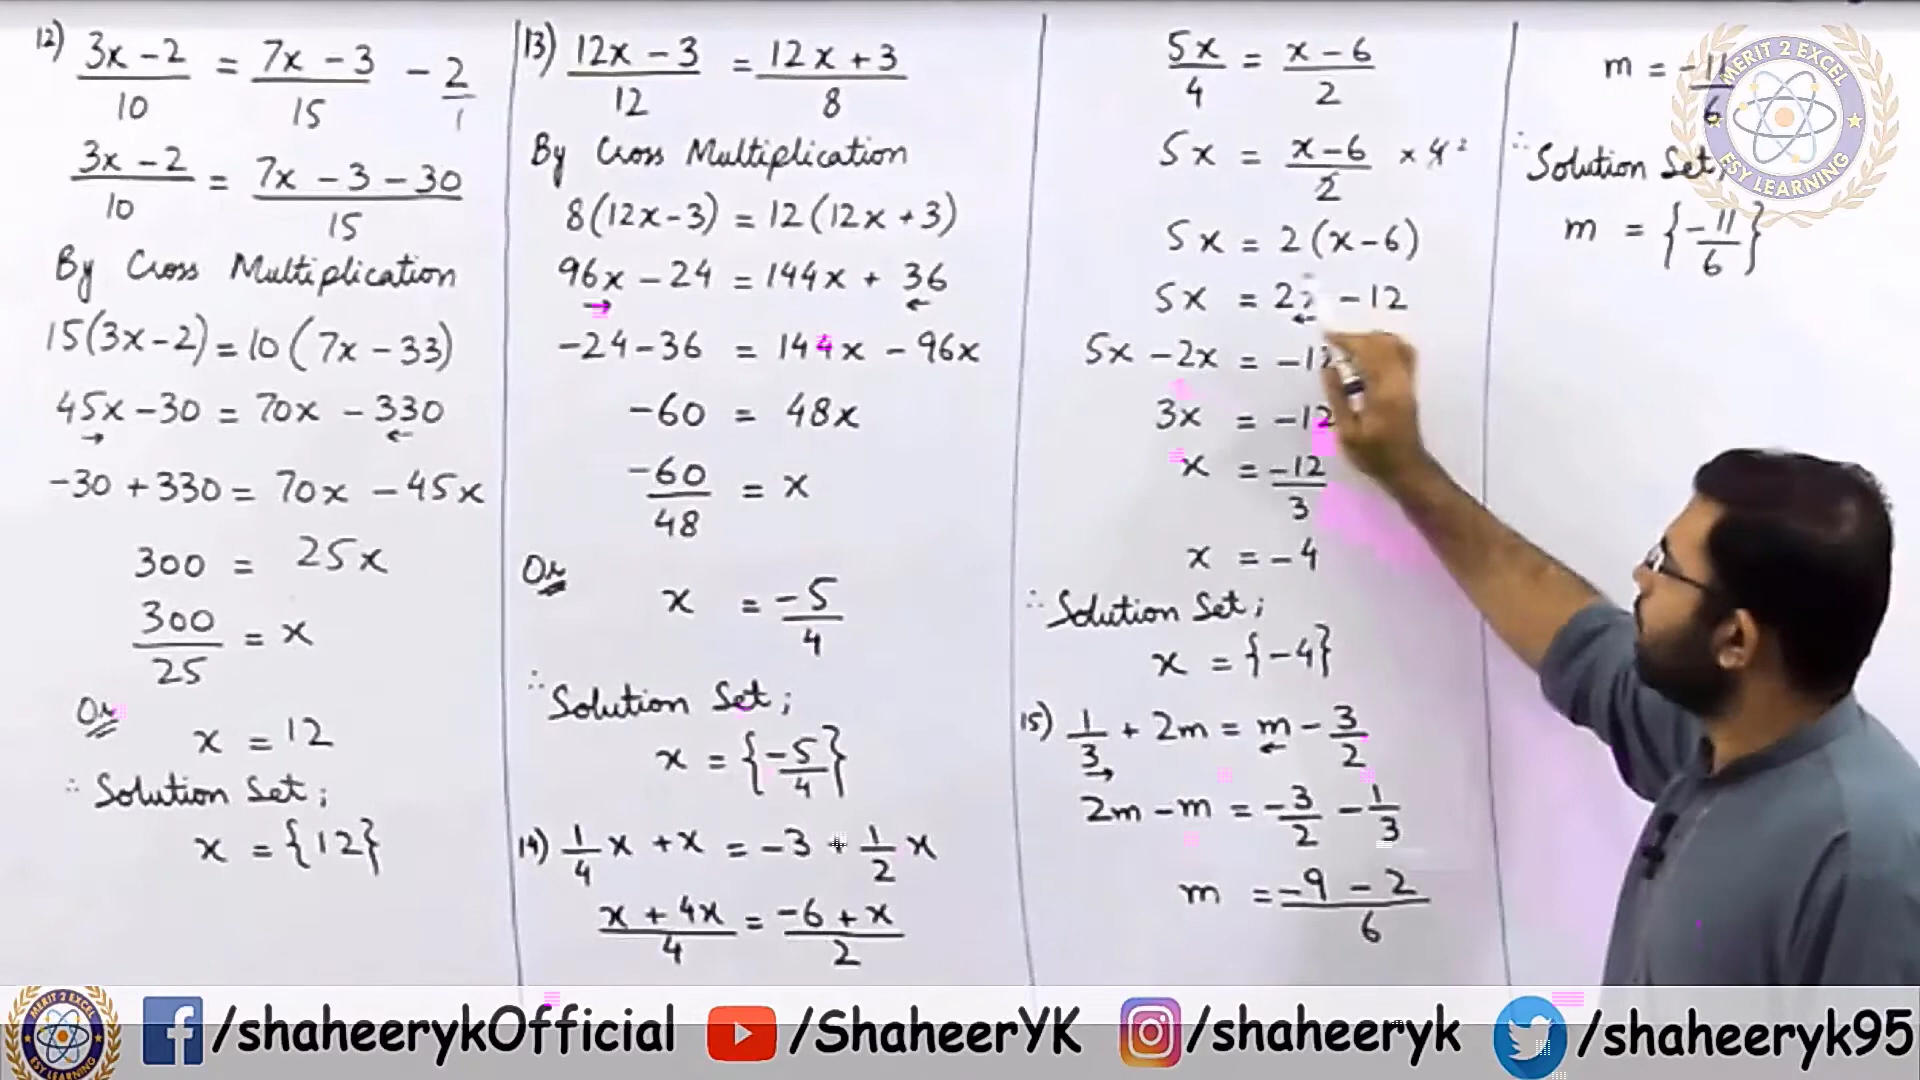 12) 3x - 2 / 10 = 7x - 3 / 15 - 2 / 1
3x - 2 / 10 = 7x - 3 - 30 / 15
By Cross Multiplication
15(3x - 2) = 10(7x - 33)
45x - 30 = 70x - 330
-30 + 330 = 70x - 45x
300 = 25x
300 / 25 = x
Or
x = 12
∴ Solution Set;
x = {12}
13) 12x - 3 / 12 = 12x + 3 / 8
By Cross Multiplication
8(12x - 3) = 12(12x + 3)
96x - 24 = 144x + 36
-24 - 36 = 144x - 96x
-60 = 48x
-60 / 48 = x
Or
x = -5 / 4
∴ Solution Set;
x = {-5 / 4}
14) 1/4 x + x = -3 + 1/2 x
x + 4x / 4 = -6 + x / 2
5x / 4 = x - 6 / 2
5x = x - 6 / 2 × 4 2
5x = 2(x - 6)
5x = 2x - 12
5x - 2x = -12
3x = -12
x = -12 / 3
x = -4
∴ Solution Set;
x = {-4}
15) 1/3 + 2m = m - 3/2
2m - m = -3/2 - 1/3
m = -9 - 2 / 6
m = -11 / 6
∴ Solution Set;
m = {-11 / 6}
MERIT 2 EXCEL
ESY LEARNING
MERIT 2 EXCEL
ESY LEARNING
/shaheerykOfficial
/ShaheerYK
/shaheeryk
/shaheeryk95